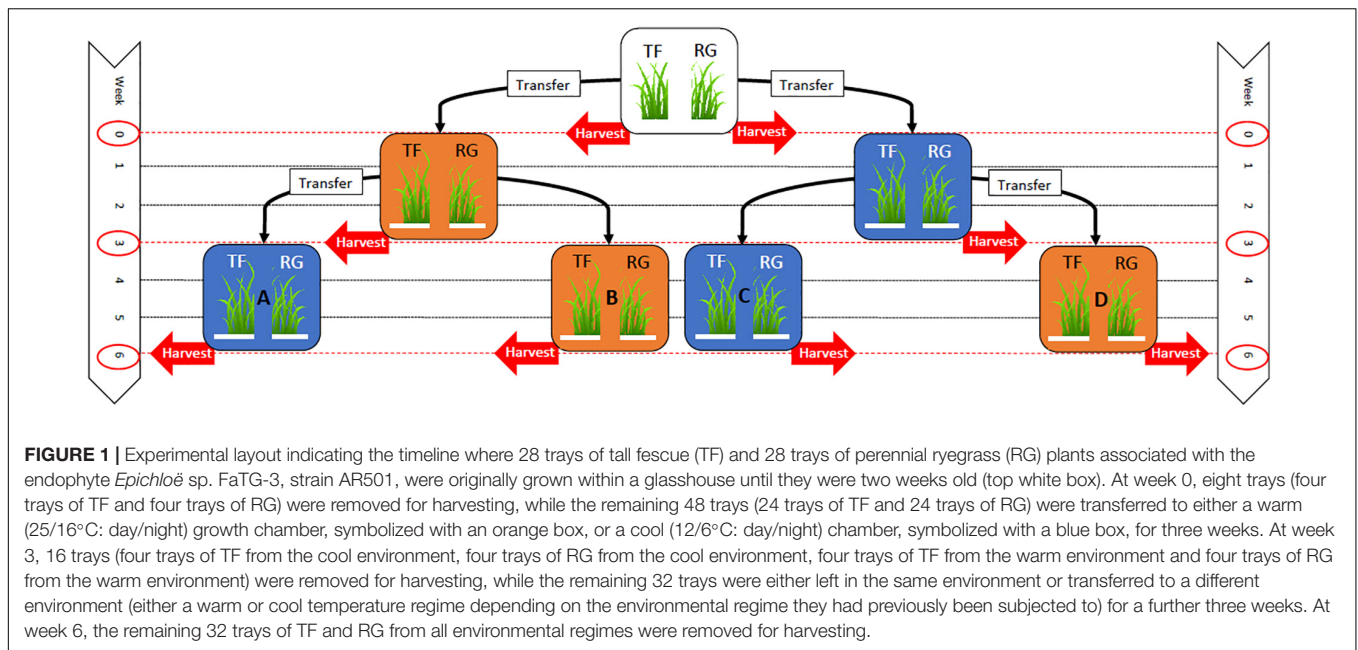 TF RG
Transfer Transfer
Week Week
0 Harvest Harvest 0
TF RG TF RG
1 1
Transfer Transfer
2 2
3 Harvest Harvest 3
TF RG TF RG TF RG TF RG
4 4
A B C D
5 5
6 Harvest Harvest Harvest Harvest 6
FIGURE 1 | Experimental layout indicating the timeline where 28 trays of tall fescue (TF) and 28 trays of perennial ryegrass (RG) plants associated with the
endophyte Epichloë sp. FaTG-3, strain AR501, were originally grown within a glasshouse until they were two weeks old (top white box). At week 0, eight trays (four
trays of TF and four trays of RG) were removed for harvesting, while the remaining 48 trays (24 trays of TF and 24 trays of RG) were transferred to either a warm
(25/16°C: day/night) growth chamber, symbolized with an orange box, or a cool (12/6°C: day/night) chamber, symbolized with a blue box, for three weeks. At week
3, 16 trays (four trays of TF from the cool environment, four trays of RG from the cool environment, four trays of TF from the warm environment and four trays of RG
from the warm environment) were removed for harvesting, while the remaining 32 trays were either left in the same environment or transferred to a different
environment (either a warm or cool temperature regime depending on the environmental regime they had previously been subjected to) for a further three weeks. At
week 6, the remaining 32 trays of TF and RG from all environmental regimes were removed for harvesting.